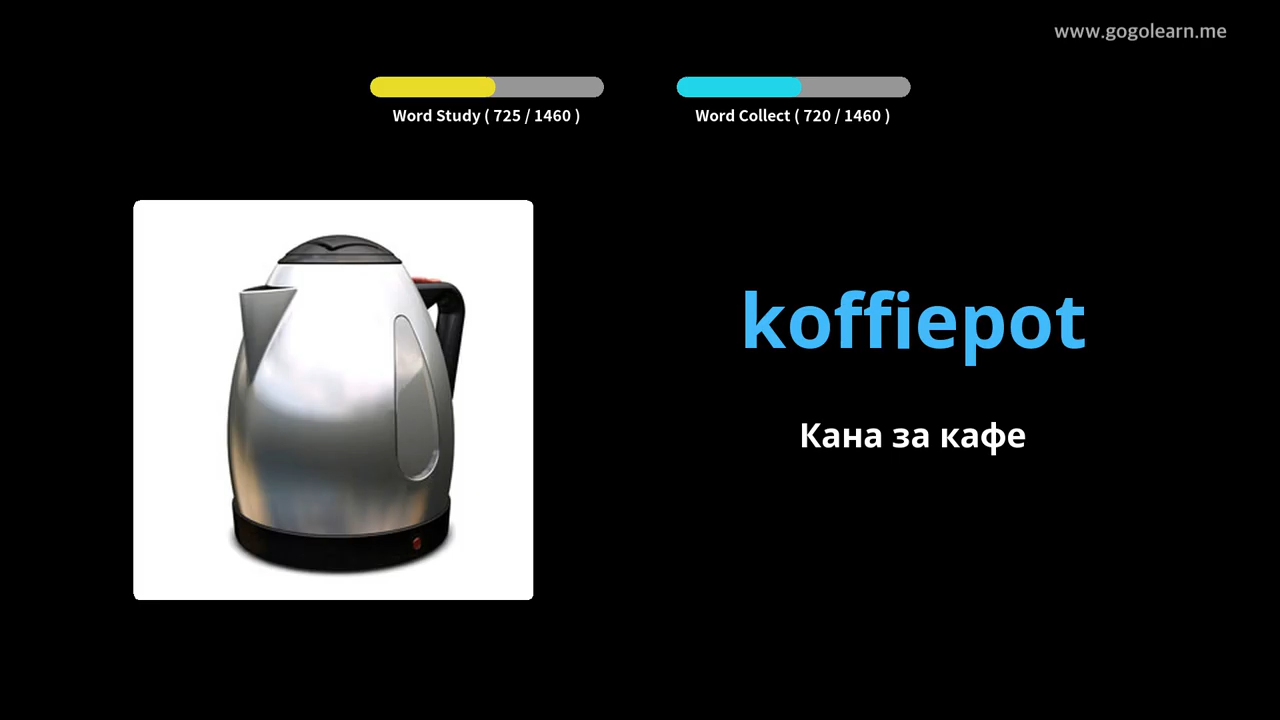 www.gogolearn.me
Word Study ( 725 / 1460 )
Word Collect ( 720 / 1460 )
koffiepot
Кана за кафе